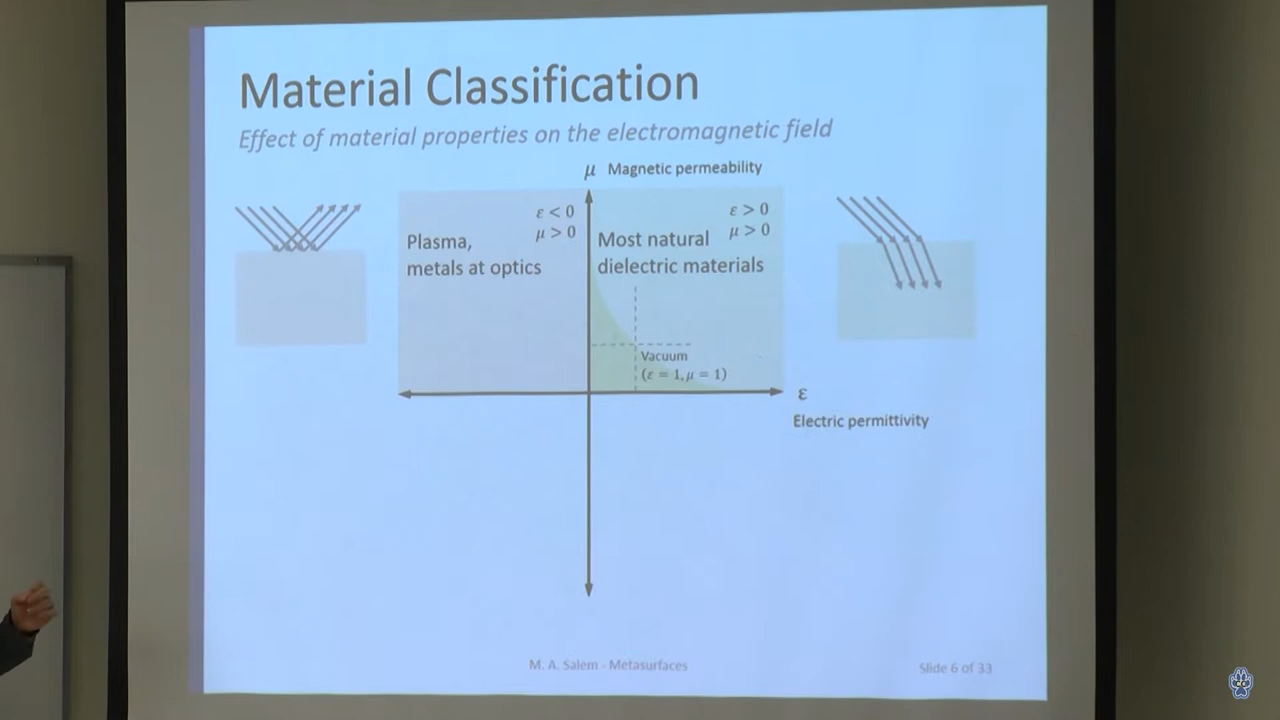 Material Classification
Effect of material properties on the electromagnetic field
μ Magnetic permeability
ε < 0
μ > 0
Plasma,
metals at optics
ε > 0
μ > 0
Most natural
dielectric materials
Vacuum
(ε = 1, μ = 1)
ε
Electric permittivity
M. A. Salem - Metasurfaces
Slide 6 of 33